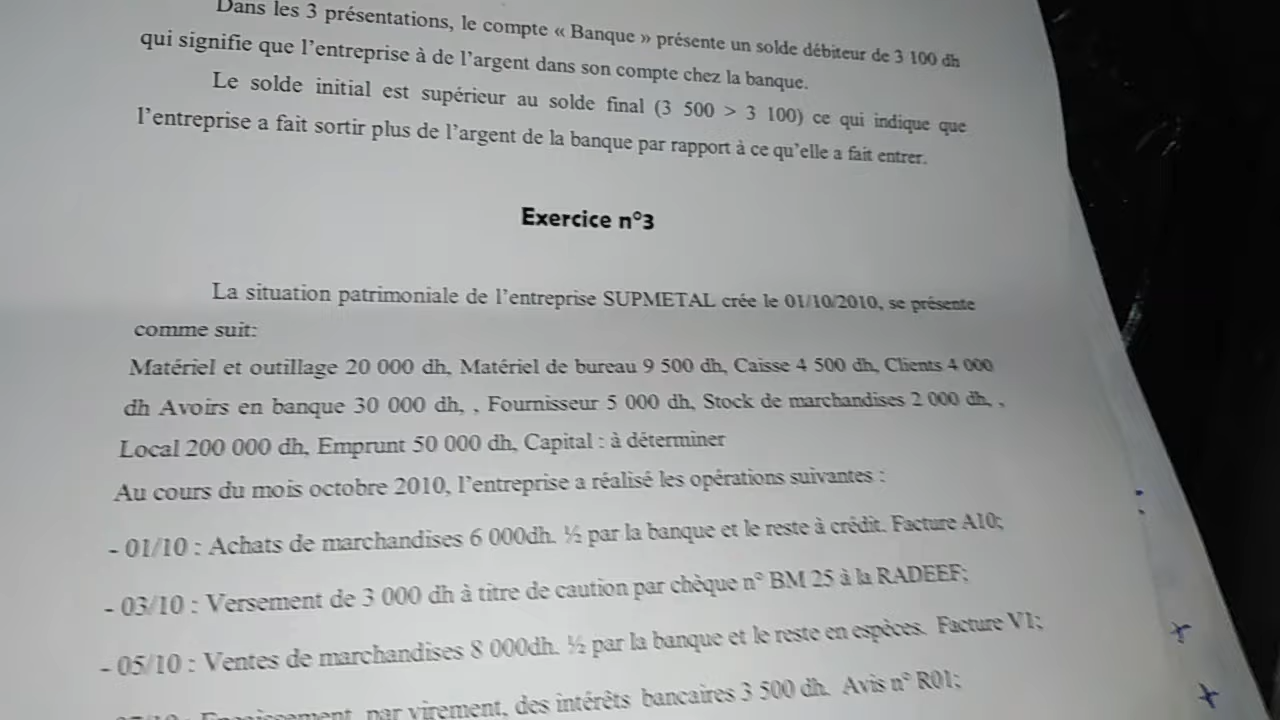 Dans les 3 présentations, le compte « Banque » présente un solde débiteur de 3 100 dh
qui signifie que l'entreprise à de l'argent dans son compte chez la banque.
Le solde initial est supérieur au solde final (3 500 > 3 100) ce qui indique que
l'entreprise a fait sortir plus de l'argent de la banque par rapport à ce qu'elle a fait entrer.
Exercice n°3
La situation patrimoniale de l'entreprise SUPMETAL crée le 01/10/2010, se présente
comme suit:
Matériel et outillage 20 000 dh, Matériel de bureau 9 500 dh, Caisse 4 500 dh, Clients 4 000
dh Avoirs en banque 30 000 dh, , Fournisseur 5 000 dh, Stock de marchandises 2 000 dh, ,
Local 200 000 dh, Emprunt 50 000 dh, Capital : à déterminer
Au cours du mois octobre 2010, l'entreprise a réalisé les opérations suivantes :
- 01/10 : Achats de marchandises 6 000dh. ½ par la banque et le reste à crédit. Facture A10;
- 03/10 : Versement de 3 000 dh à titre de caution par chèque n° BM 25 à la RADEEF;
- 05/10 : Ventes de marchandises 8 000dh. ½ par la banque et le reste en espèces. Facture V1;
Encaissement, par virement, des intérêts bancaires 3 500 dh. Avis n° R01;